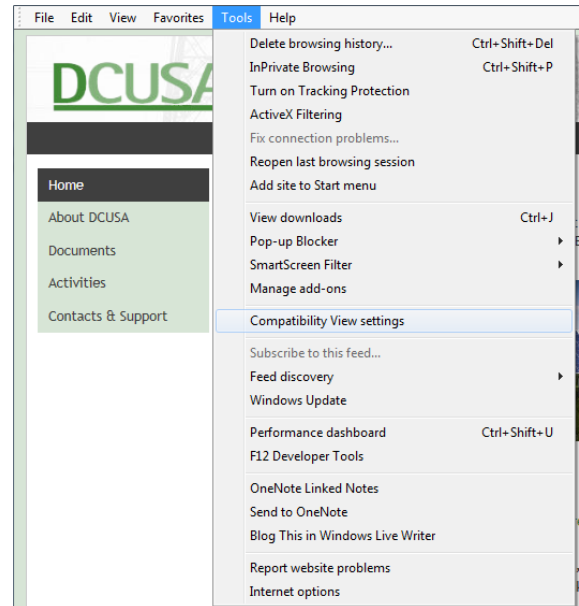 File Edit View Favorites Tools Help
DCUSA
Home
About DCUSA
Documents
Activities
Contacts & Support
Delete browsing history... Ctrl+Shift+Del
InPrivate Browsing Ctrl+Shift+P
Turn on Tracking Protection
ActiveX Filtering
Fix connection problems...
Reopen last browsing session
Add site to Start menu
View downloads Ctrl+J
Pop-up Blocker
SmartScreen Filter
Manage add-ons
Compatibility View settings
Subscribe to this feed...
Feed discovery
Windows Update
Performance dashboard Ctrl+Shift+U
F12 Developer Tools
OneNote Linked Notes
Send to OneNote
Blog This in Windows Live Writer
Report website problems
Internet options